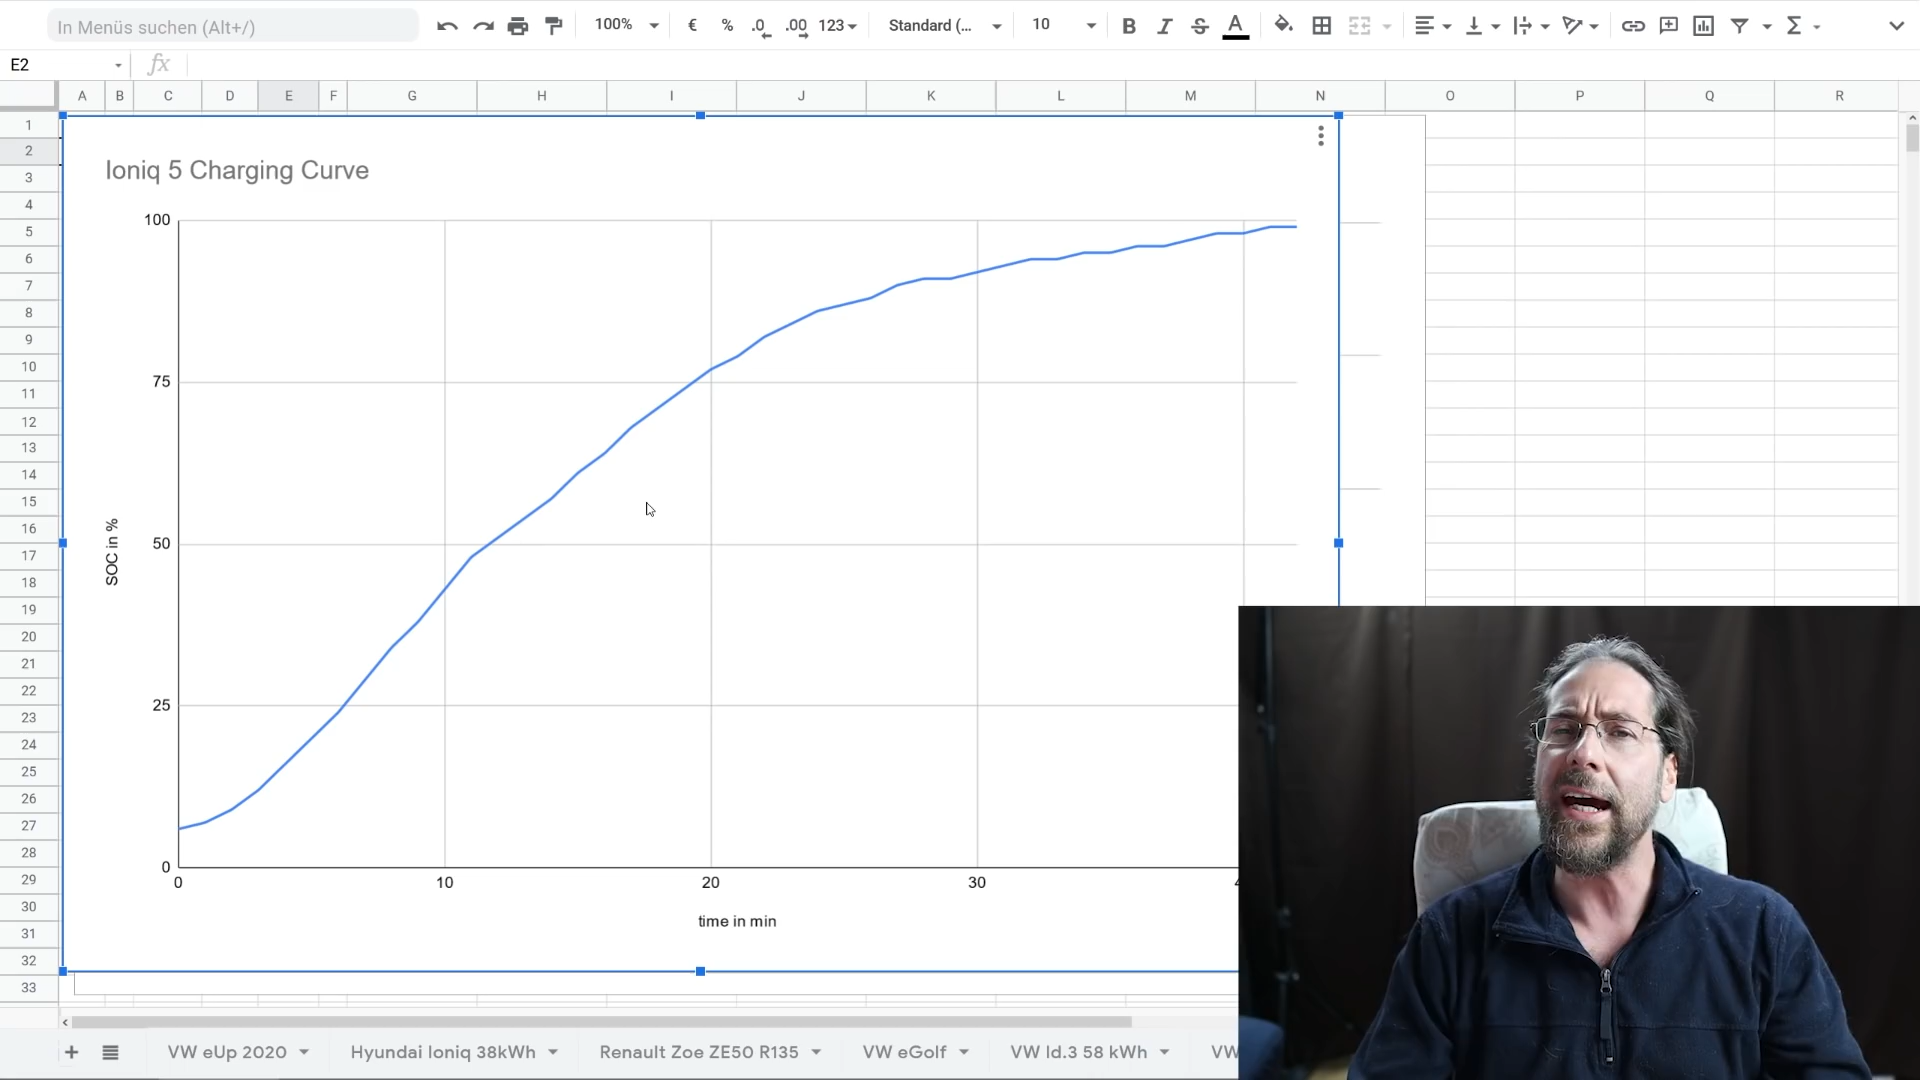 In Menüs suchen (Alt+/)
100%
€
%
.0
.00
123
Standard (...
10
B
I
S
A
Σ
E2
fx
A B C D E F G H I J K L M N O P Q R
1
2
3
4
5
6
7
8
9
10
11
12
13
14
15
16
17
18
19
20
21
22
23
24
25
26
27
28
29
30
31
32
33
Ioniq 5 Charging Curve
100
75
50
25
0
SOC in %
0 10 20 30
time in min
VW eUp 2020
Hyundai Ioniq 38kWh
Renault Zoe ZE50 R135
VW eGolf
VW Id.3 58 kWh
VW